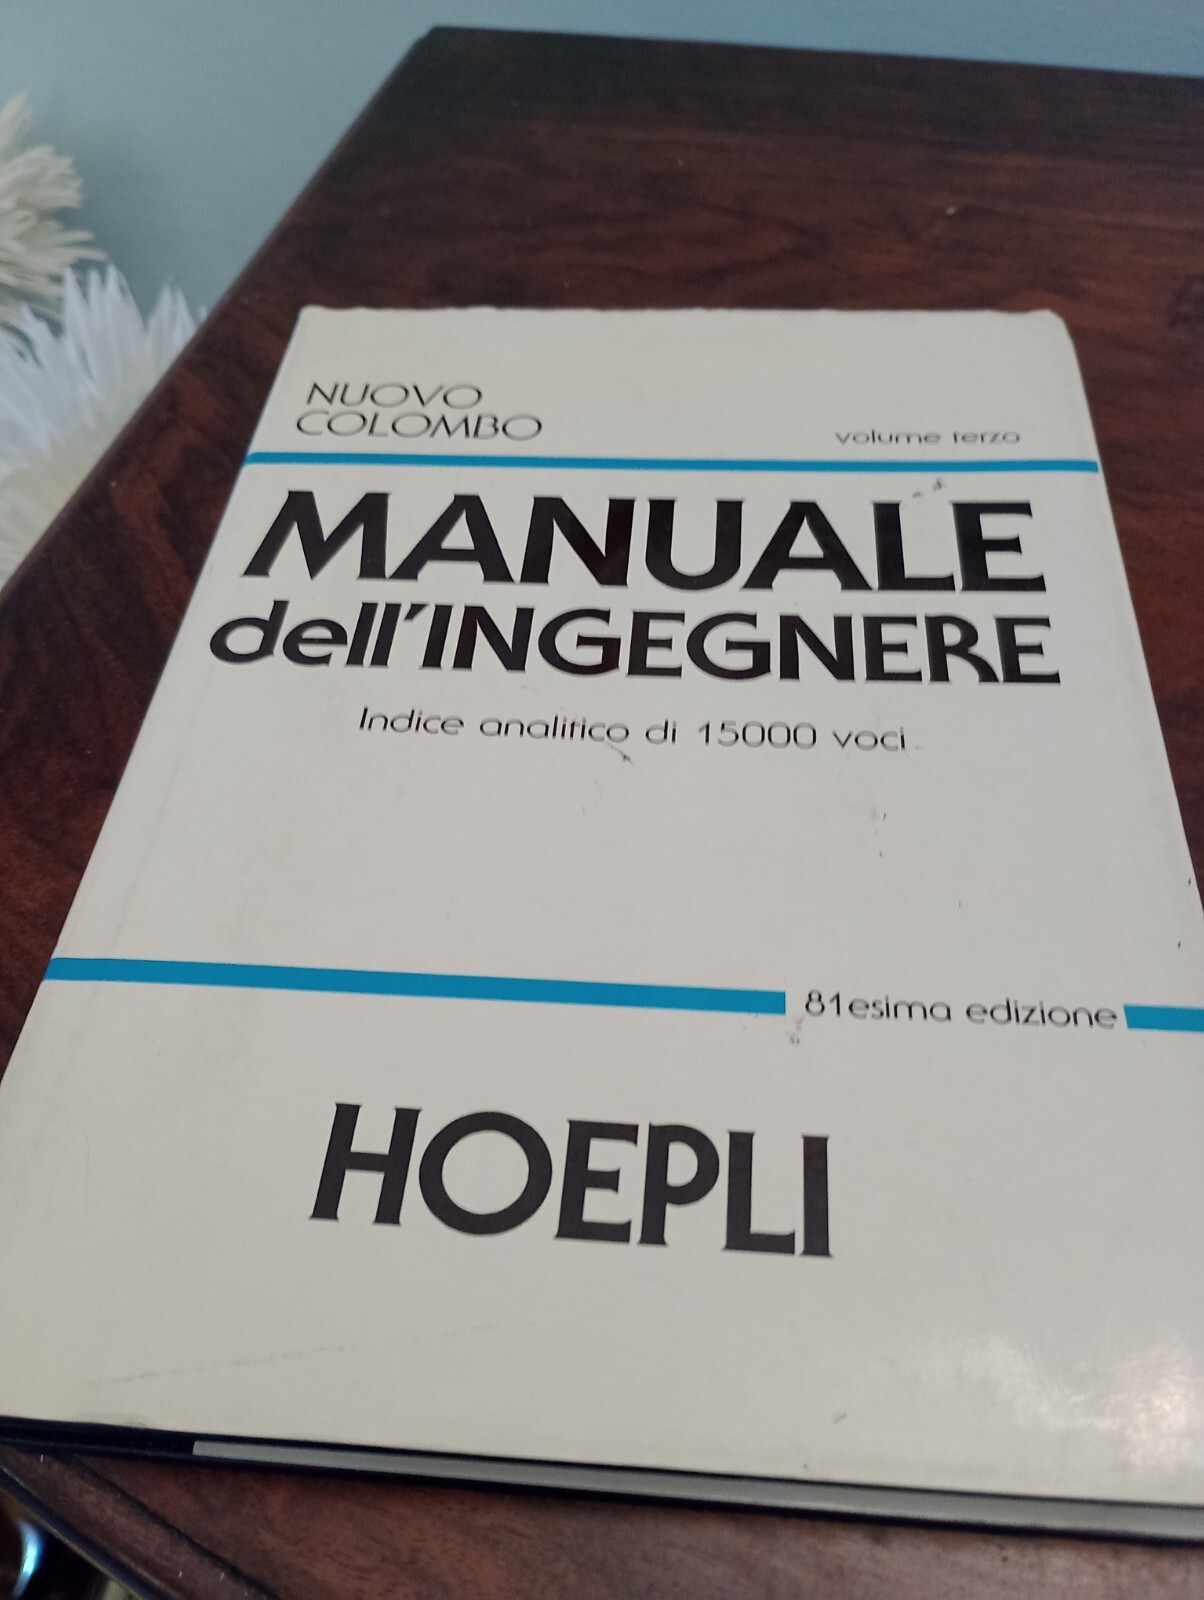 NUOVO
COLOMBO
volume terzo
MANUALE
dell'INGEGNERE
Indice analitico di 15000 voci
81esima edizione
HOEPLI